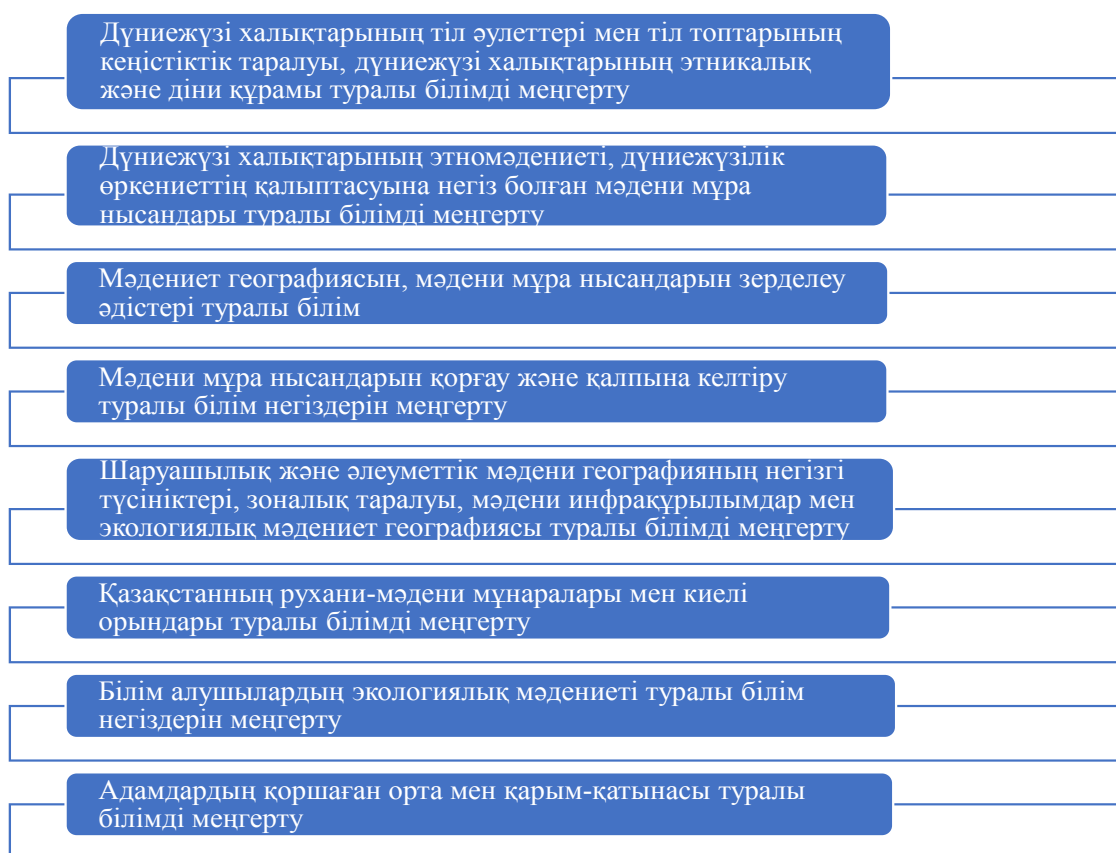 Дүниежүзі халықтарының тіл әулеттері мен тіл топтарының
кеңістіктік таралуы, дүниежүзі халықтарының этникалық
және діни құрамы туралы білімді меңгерту
Дүниежүзі халықтарының этномәдениеті, дүниежүзілік
өркениеттің қалыптасуына негіз болған мәдени мұра
нысандары туралы білімді меңгерту
Мәдениет географиясын, мәдени мұра нысандарын зерделеу
әдістері туралы білім
Мәдени мұра нысандарын қорғау және қалпына келтіру
туралы білім негіздерін меңгерту
Шаруашылық және әлеуметтік мәдени географияның негізгі
түсініктері, зоналық таралуы, мәдени инфрақұрылымдар мен
экологиялық мәдениет географиясы туралы білімді меңгерту
Қазақстанның рухани-мәдени мұнаралары мен киелі
орындары туралы білімді меңгерту
Білім алушылардың экологиялық мәдениеті туралы білім
негіздерін меңгерту
Адамдардың қоршаған орта мен қарым-қатынасы туралы
білімді меңгерту